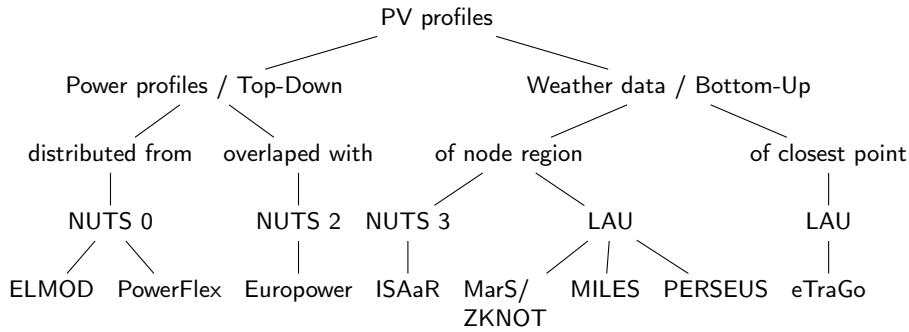 PV profiles
Power profiles / Top-Down
Weather data / Bottom-Up
distributed from
overlaped with
of node region
of closest point
NUTS 0
NUTS 2
NUTS 3
LAU
LAU
ELMOD
PowerFlex
Europower
ISAaR
MarS/
ZKNOT
MILES
PERSEUS
eTraGo